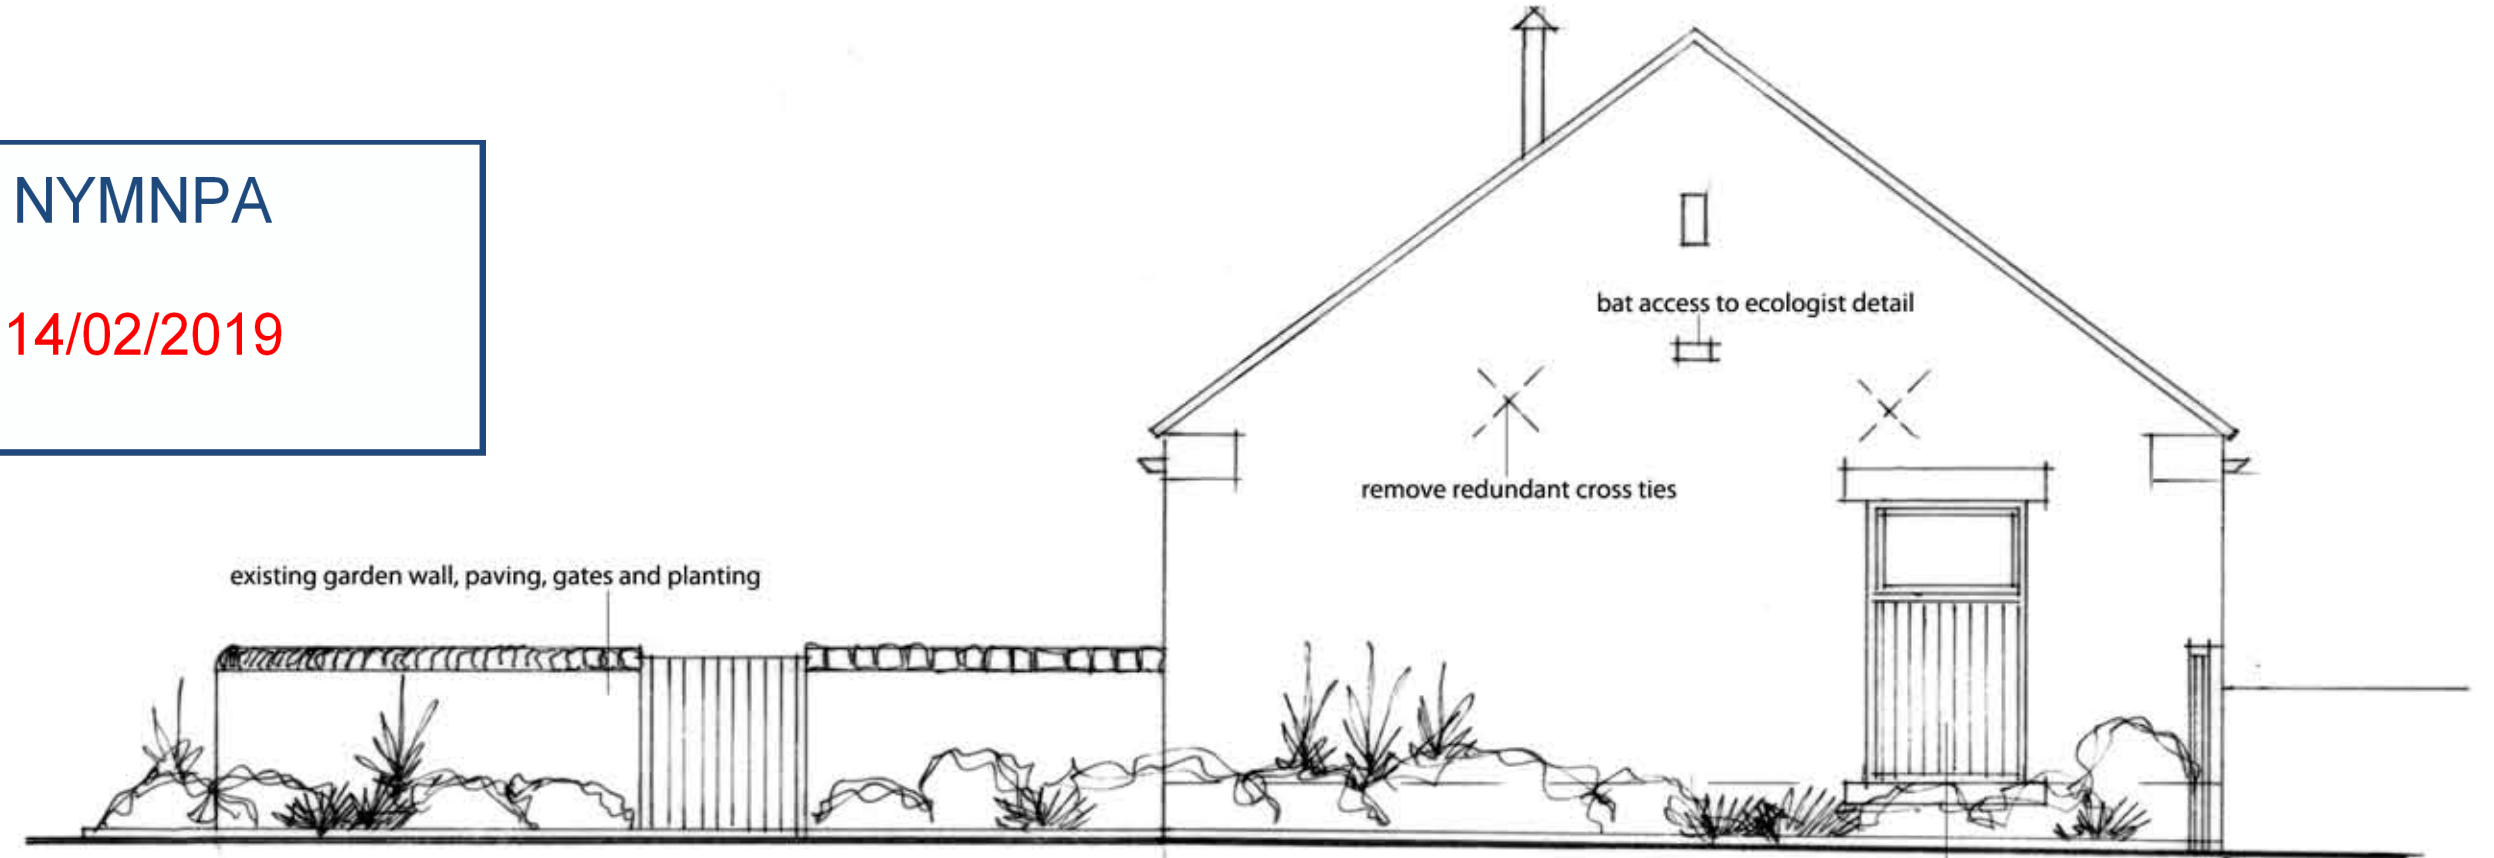 NYMNPA
14/02/2019
bat access to ecologist detail
remove redundant cross ties
existing garden wall, paving, gates and planting